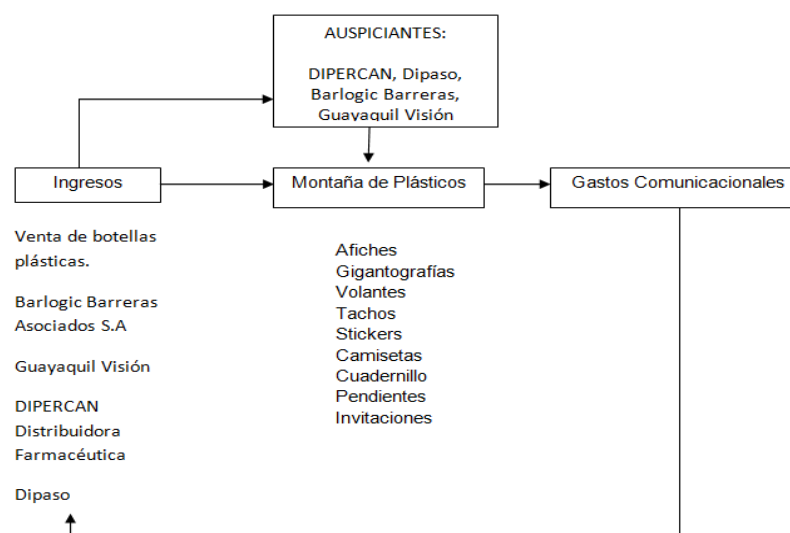 AUSPICIANTES:
DIPERCAN, Dipaso,
Barlogic Barreras,
Guayaquil Visión
Ingresos
Montaña de Plásticos
Gastos Comunicacionales
Venta de botellas
plásticas.
Barlogic Barreras
Asociados S.A
Guayaquil Visión
DIPERCAN
Distribuidora
Farmacéutica
Dipaso
Afiches
Gigantografías
Volantes
Tachos
Stickers
Camisetas
Cuadernillo
Pendientes
Invitaciones